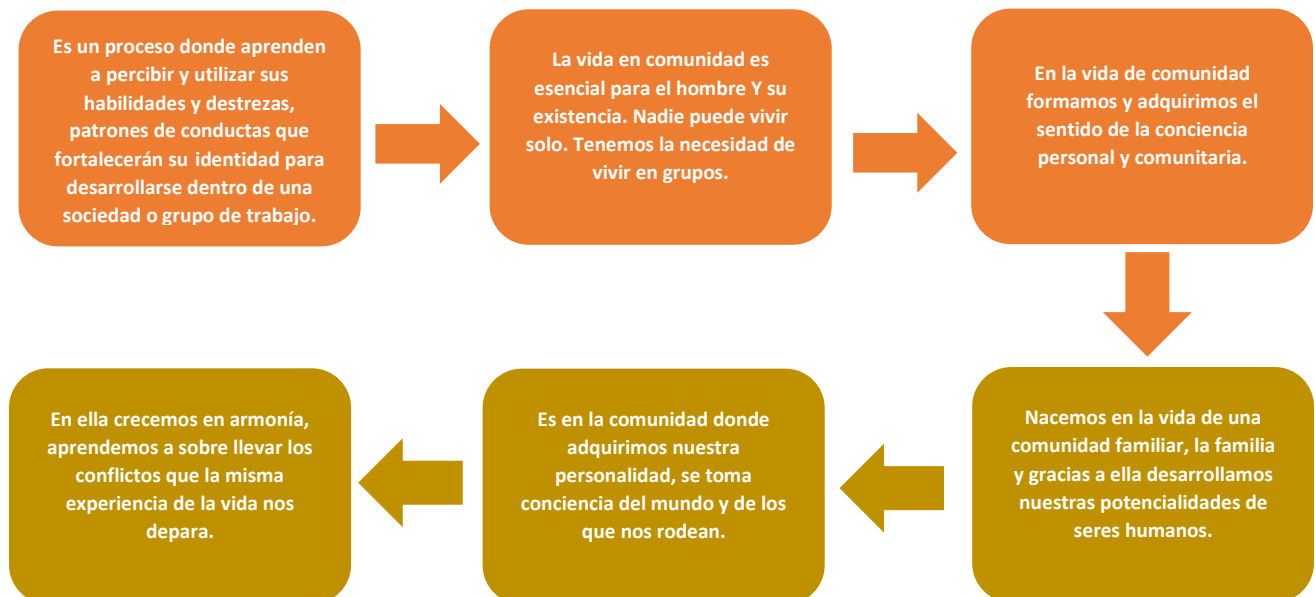 Es un proceso donde aprenden
a percibir y utilizar sus
habilidades y destrezas,
patrones de conductas que
fortalecerán su identidad para
desarrollarse dentro de una
sociedad o grupo de trabajo.
La vida en comunidad es
esencial para el hombre Y su
existencia. Nadie puede vivir
solo. Tenemos la necesidad de
vivir en grupos.
En la vida de comunidad
formamos y adquirimos el
sentido de la conciencia
personal y comunitaria.
Nacemos en la vida de una
comunidad familiar, la familia
y gracias a ella desarrollamos
nuestras potencialidades de
seres humanos.
Es en la comunidad donde
adquirimos nuestra
personalidad, se toma
conciencia del mundo y de los
que nos rodean.
En ella crecemos en armonía,
aprendemos a sobre llevar los
conflictos que la misma
experiencia de la vida nos
depara.